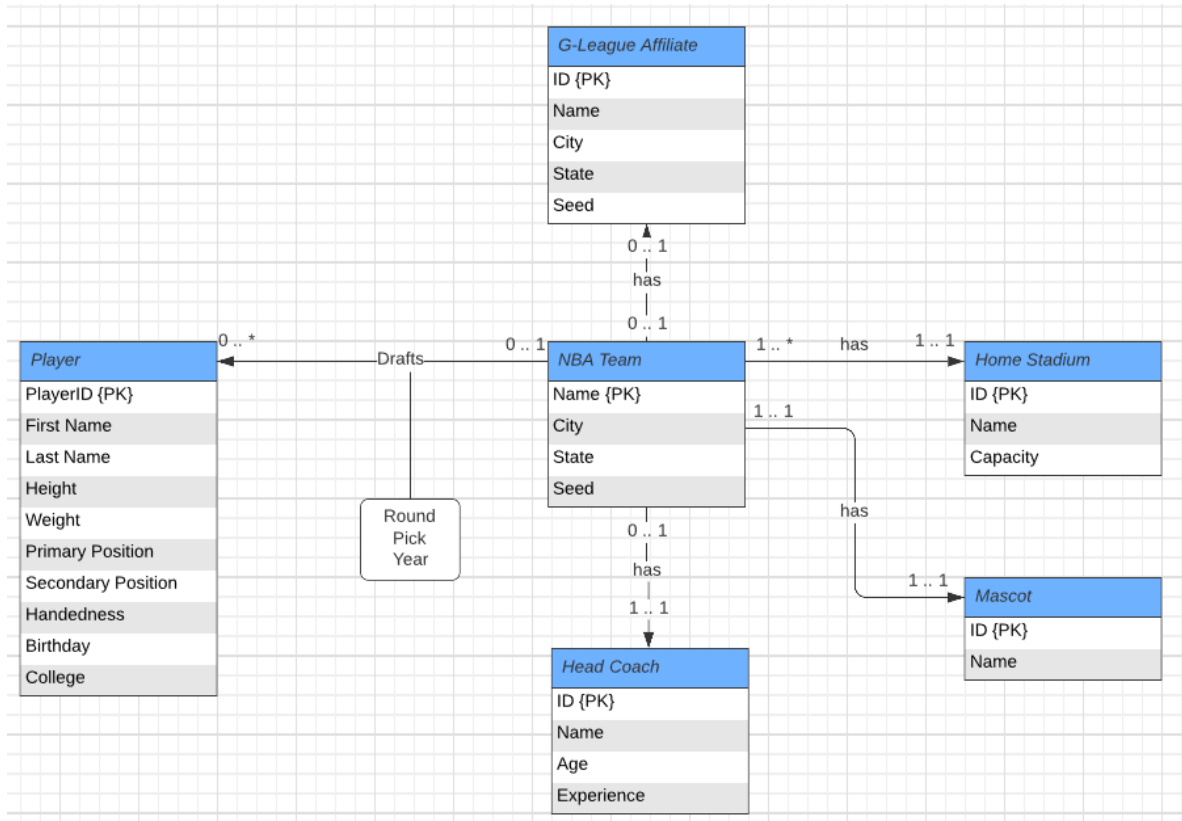 G-League Affiliate
ID {PK}
Name
City
State
Seed
0 .. 1
has
0 .. 1
Player
PlayerID {PK}
First Name
Last Name
Height
Weight
Primary Position
Secondary Position
Handedness
Birthday
College
0 .. *
Drafts
0 .. 1
Round
Pick
Year
NBA Team
Name {PK}
City
State
Seed
1 .. *
has
1 .. 1
Home Stadium
ID {PK}
Name
Capacity
1 .. 1
has
1 .. 1
Mascot
ID {PK}
Name
0 .. 1
has
1 .. 1
Head Coach
ID {PK}
Name
Age
Experience